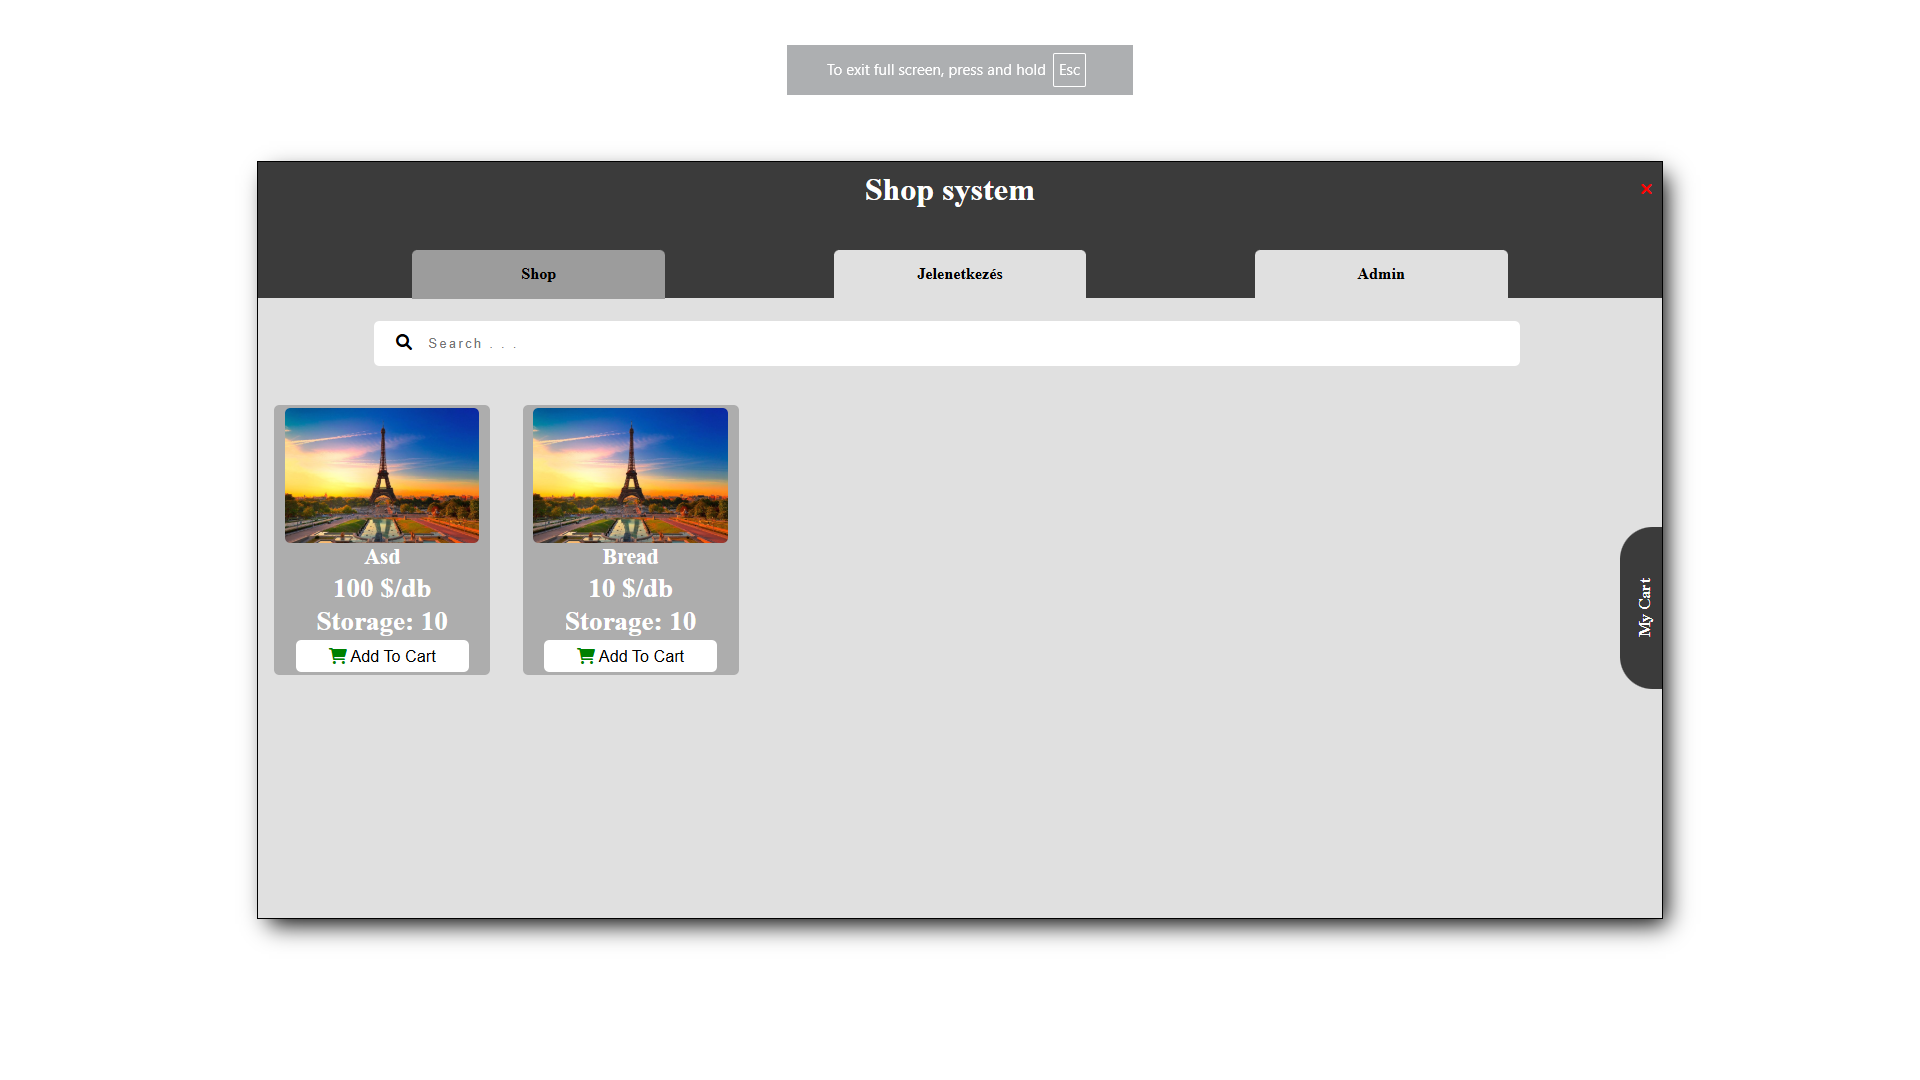 To exit full screen, press and hold Esc
Shop system
Shop
Jelenetkezés
Admin
Search . . .
Asd
100 $/db
Storage: 10
Add To Cart
Bread
10 $/db
Storage: 10
Add To Cart
My Cart